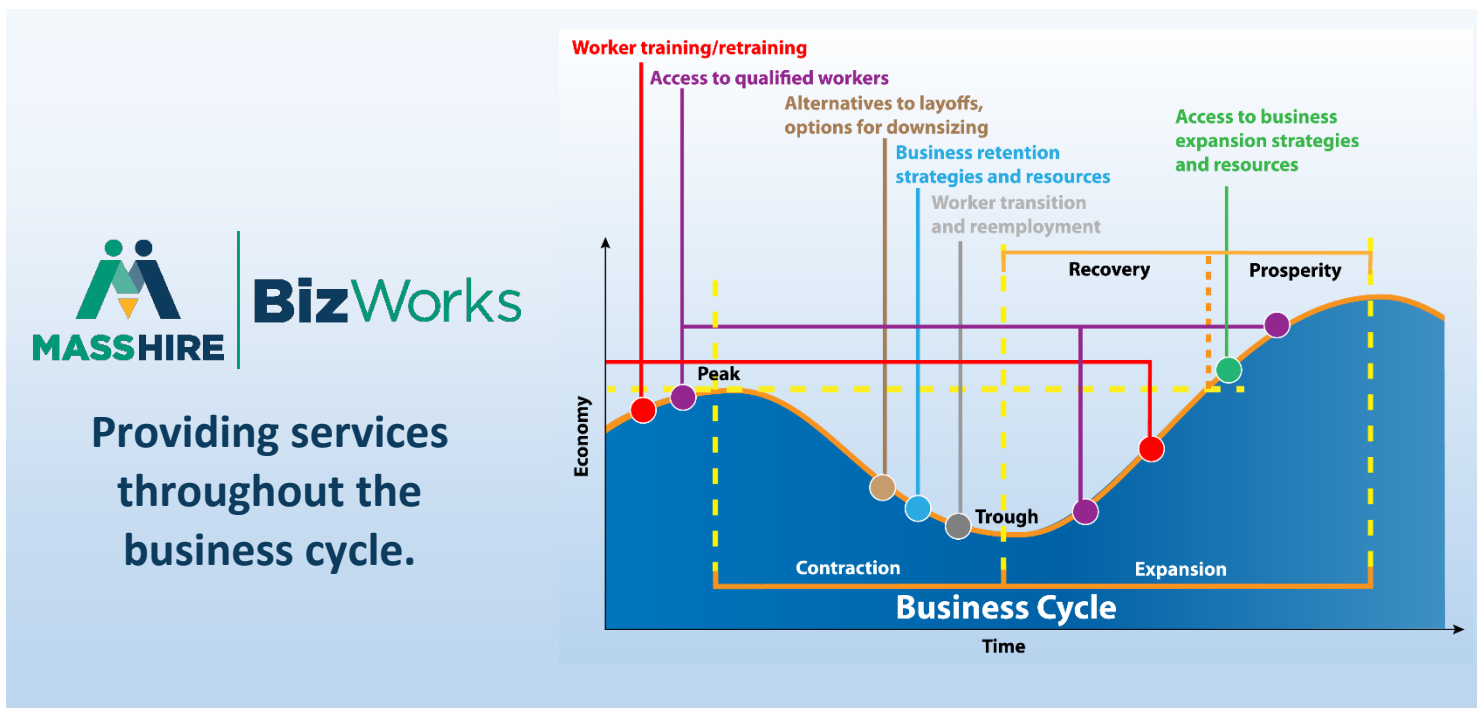 MASSHIRE
BizWorks
Providing services
throughout the
business cycle.
Worker training/retraining
Access to qualified workers
Alternatives to layoffs,
options for downsizing
Business retention
strategies and resources
Worker transition
and reemployment
Access to business
expansion strategies
and resources
Recovery
Prosperity
Peak
Economy
Trough
Contraction
Expansion
Business Cycle
Time